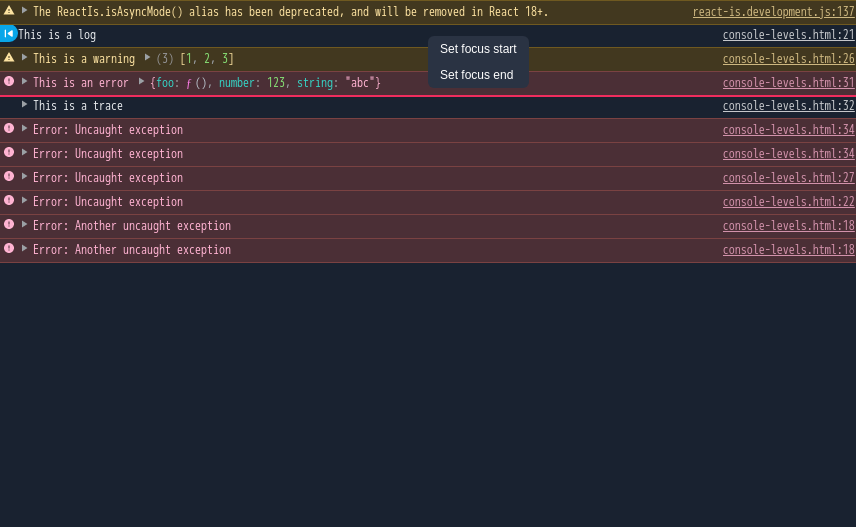 The ReactIs.isAsyncMode() alias has been deprecated, and will be removed in React 18+. react-is.development.js:137
This is a log console-levels.html:21
Set focus start
This is a warning (3) [1, 2, 3] console-levels.html:26
Set focus end
This is an error {foo: ƒ (), number: 123, string: "abc"} console-levels.html:31
This is a trace console-levels.html:32
Error: Uncaught exception console-levels.html:34
Error: Uncaught exception console-levels.html:34
Error: Uncaught exception console-levels.html:27
Error: Uncaught exception console-levels.html:22
Error: Another uncaught exception console-levels.html:18
Error: Another uncaught exception console-levels.html:18